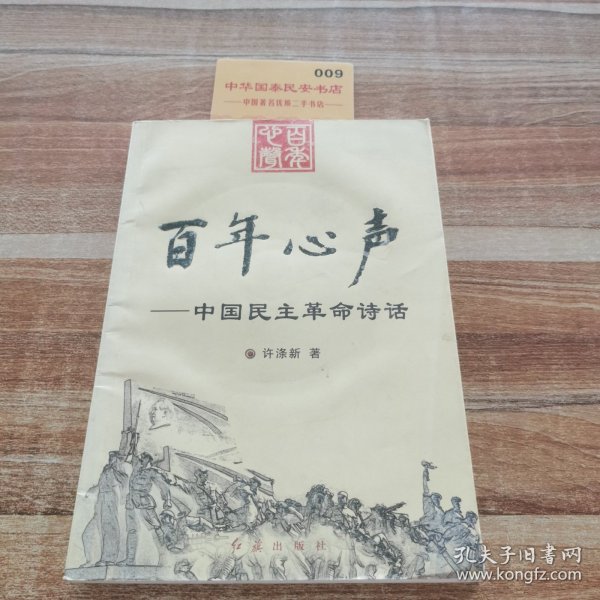 009
中华国泰民安书店
——中国著名优质二手书店——
百年心声
百年心声
——中国民主革命诗话
许涤新 著
红旗出版社
孔夫子旧书网
www.kongfz.com